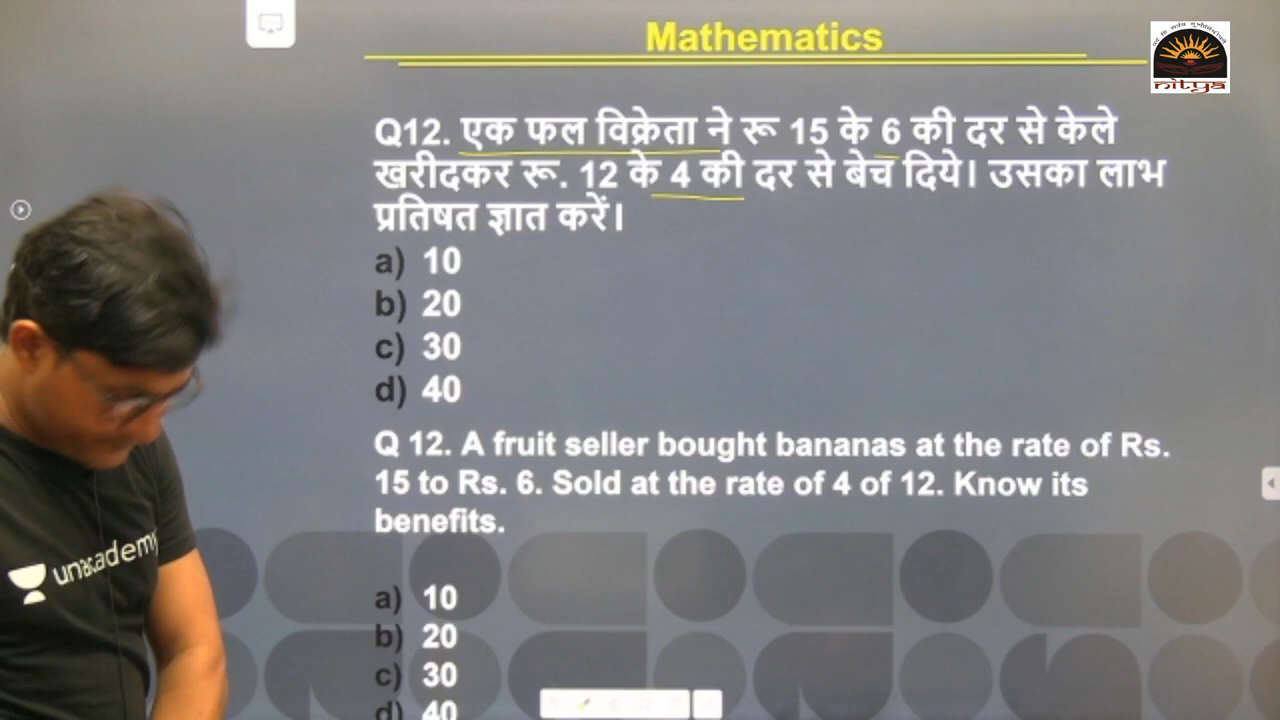 Mathematics
nitya
Q12. एक फल विक्रेता ने रू 15 के 6 की दर से केले
खरीदकर रू. 12 के 4 की दर से बेच दिये। उसका लाभ
प्रतिषत ज्ञात करें।
a) 10
b) 20
c) 30
d) 40
Q 12. A fruit seller bought bananas at the rate of Rs.
15 to Rs. 6. Sold at the rate of 4 of 12. Know its
benefits.
a) 10
b) 20
c) 30
d) 40
unacademy